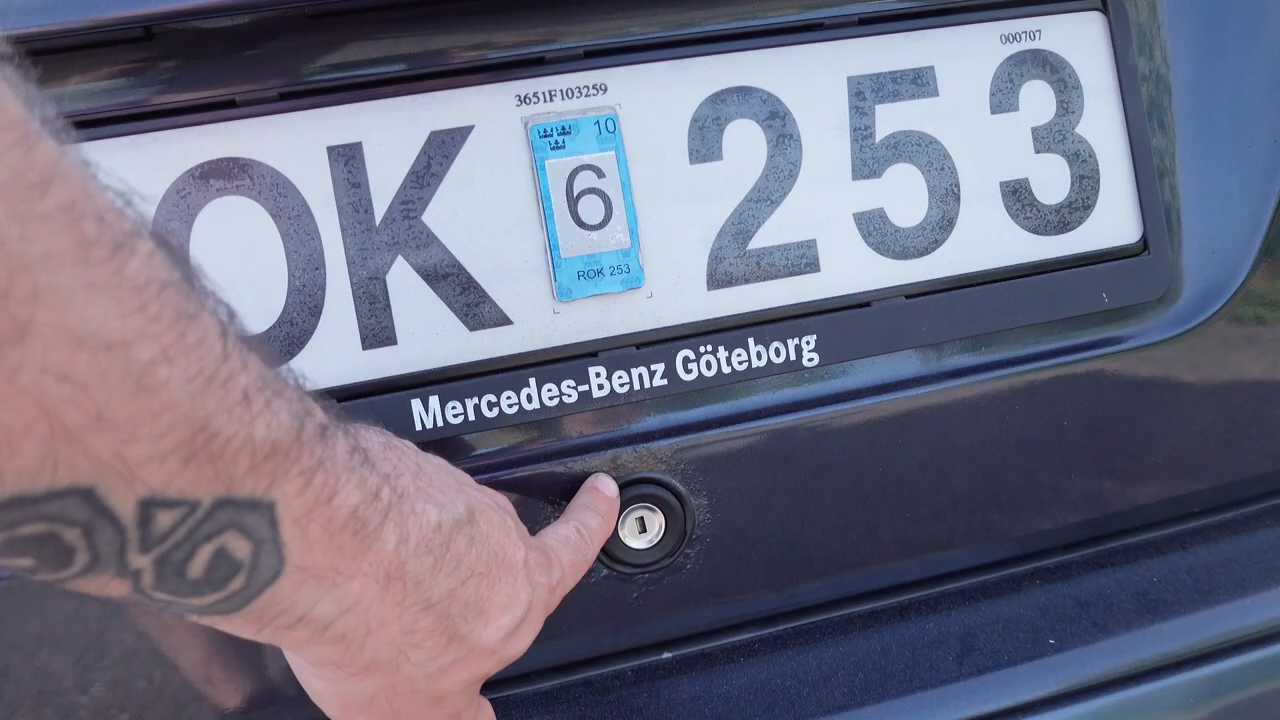 3651F103259
000707
OK 253
10
6
ROK 253
Mercedes-Benz Göteborg